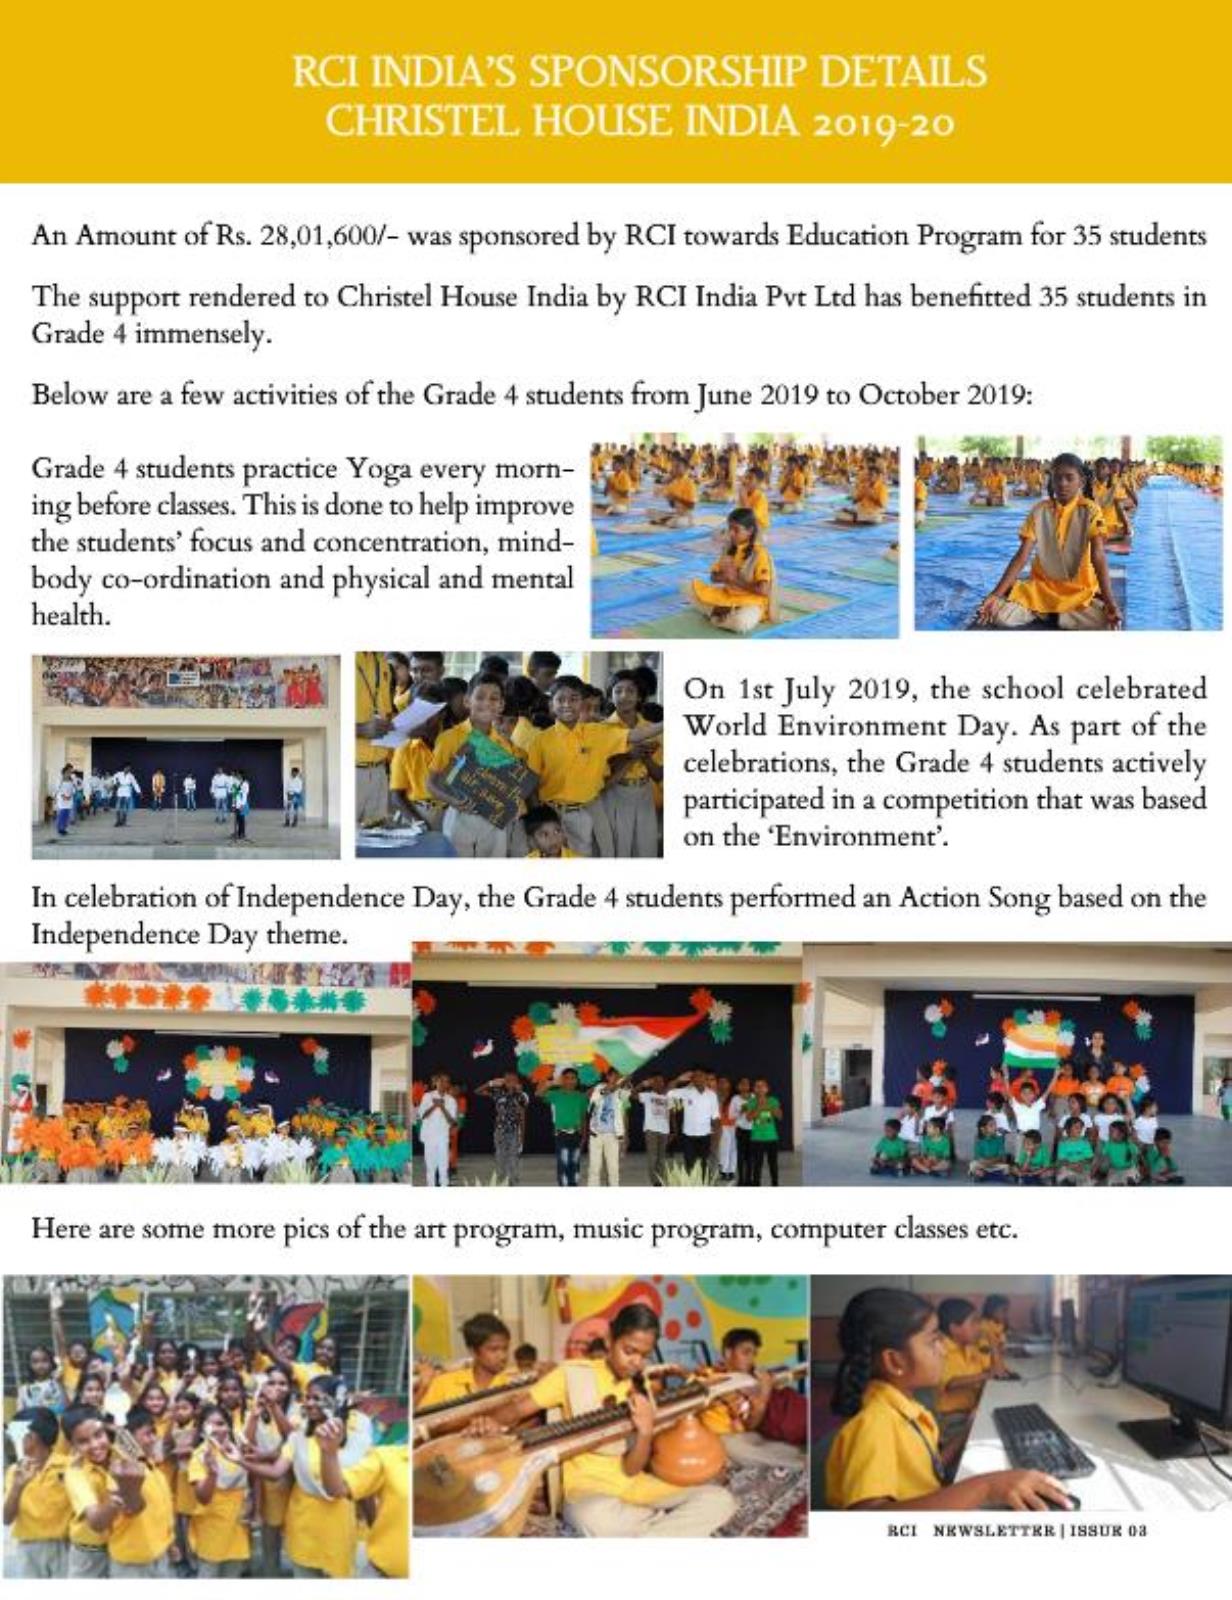 RCI INDIA'S SPONSORSHIP DETAILS
CHRISTEL HOUSE INDIA 2019-20
An Amount of Rs. 28,01,600/- was sponsored by RCI towards Education Program for 35 students
The support rendered to Christel House India by RCI India Pvt Ltd has benefitted 35 students in
Grade 4 immensely.
Below are a few activities of the Grade 4 students from June 2019 to October 2019:
Grade 4 students practice Yoga every morn-
ing before classes. This is done to help improve
the students' focus and concentration, mind-
body co-ordination and physical and mental
health.
On 1st July 2019, the school celebrated
World Environment Day. As part of the
celebrations, the Grade 4 students actively
participated in a competition that was based
on the 'Environment'.
In celebration of Independence Day, the Grade 4 students performed an Action Song based on the
Independence Day theme.
Here are some more pics of the art program, music program, computer classes etc.
RCI NEWSLETTER | ISSUE 03